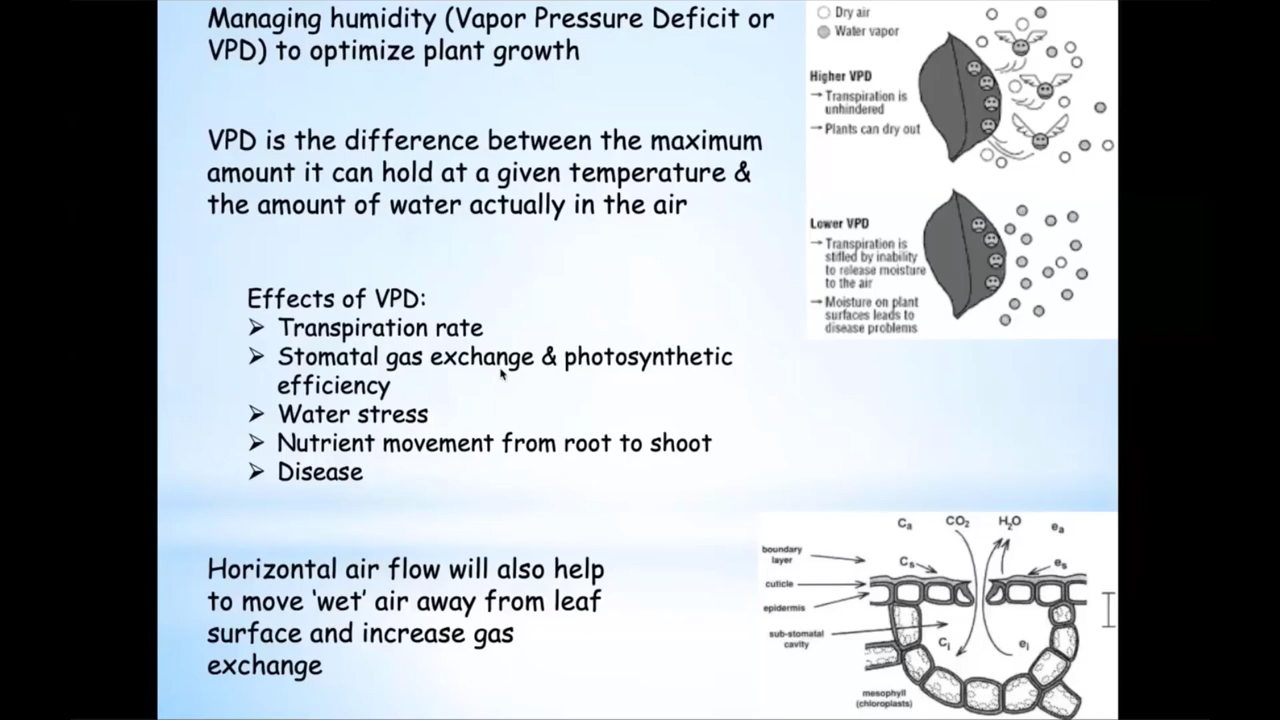 Managing humidity (Vapor Pressure Deficit or
VPD) to optimize plant growth
VPD is the difference between the maximum
amount it can hold at a given temperature &
the amount of water actually in the air
Effects of VPD:
➢ Transpiration rate
➢ Stomatal gas exchange & photosynthetic
efficiency
➢ Water stress
➢ Nutrient movement from root to shoot
➢ Disease
Horizontal air flow will also help
to move 'wet' air away from leaf
surface and increase gas
exchange
Dry air
Water vapor
Higher VPD
→ Transpiration is
unhindered
→ Plants can dry out
Lower VPD
→ Transpiration is
stifled by inability
to release moisture
to the air
→ Moisture on plant
surfaces leads to
disease problems
Ca CO2 H2O ea
boundary
layer
Cs es
cuticle
epidermis
sub-stomatal
cavity
Ci ei
mesophyll
(chloroplasts)